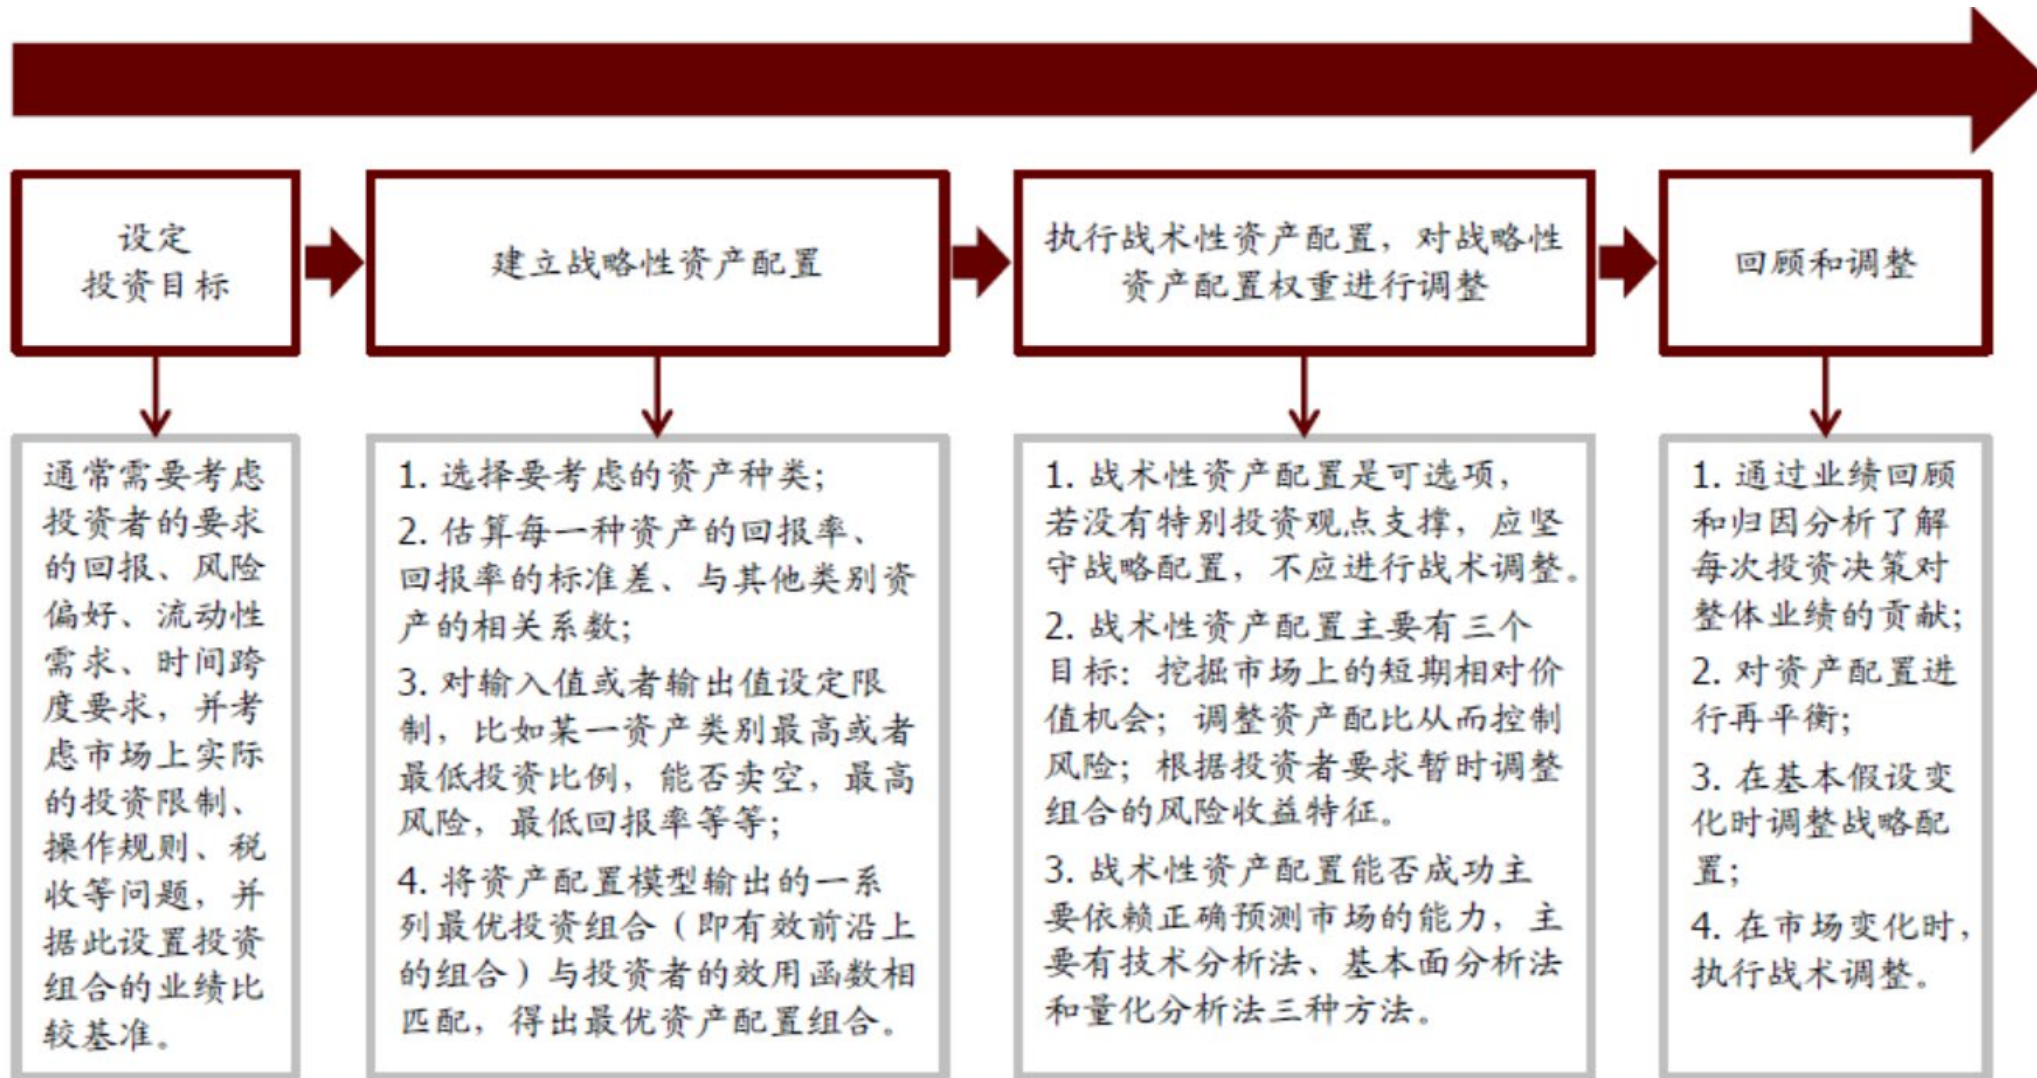 设定
投资目标
建立战略性资产配置
执行战术性资产配置，对战略性
资产配置权重进行调整
回顾和调整
通常需要考虑
投资者的要求
的回报、风险
偏好、流动性
需求、时间跨
度要求，并考
虑市场上实际
的投资限制、
操作规则、税
收等问题，并
据此设置投资
组合的业绩比
较基准。
1. 选择要考虑的资产种类；
2. 估算每一种资产的回报率、
回报率的标准差、与其他类别资
产的相关系数；
3. 对输入值或者输出值设定限
制，比如某一资产类别最高或者
最低投资比例，能否卖空，最高
风险，最低回报率等等；
4. 将资产配置模型输出的一系
列最优投资组合（即有效前沿上
的组合）与投资者的效用函数相
匹配，得出最优资产配置组合。
1. 战术性资产配置是可选项，
若没有特别投资观点支撑，应坚
守战略配置，不应进行战术调整。
2. 战术性资产配置主要有三个
目标：挖掘市场上的短期相对价
值机会；调整资产配比从而控制
风险；根据投资者要求暂时调整
组合的风险收益特征。
3. 战术性资产配置能否成功主
要依赖正确预测市场的能力，主
要有技术分析法、基本面分析法
和量化分析法三种方法。
1. 通过业绩回顾
和归因分析了解
每次投资决策对
整体业绩的贡献；
2. 对资产配置进
行再平衡；
3. 在基本假设变
化时调整战略配
置；
4. 在市场变化时，
执行战术调整。